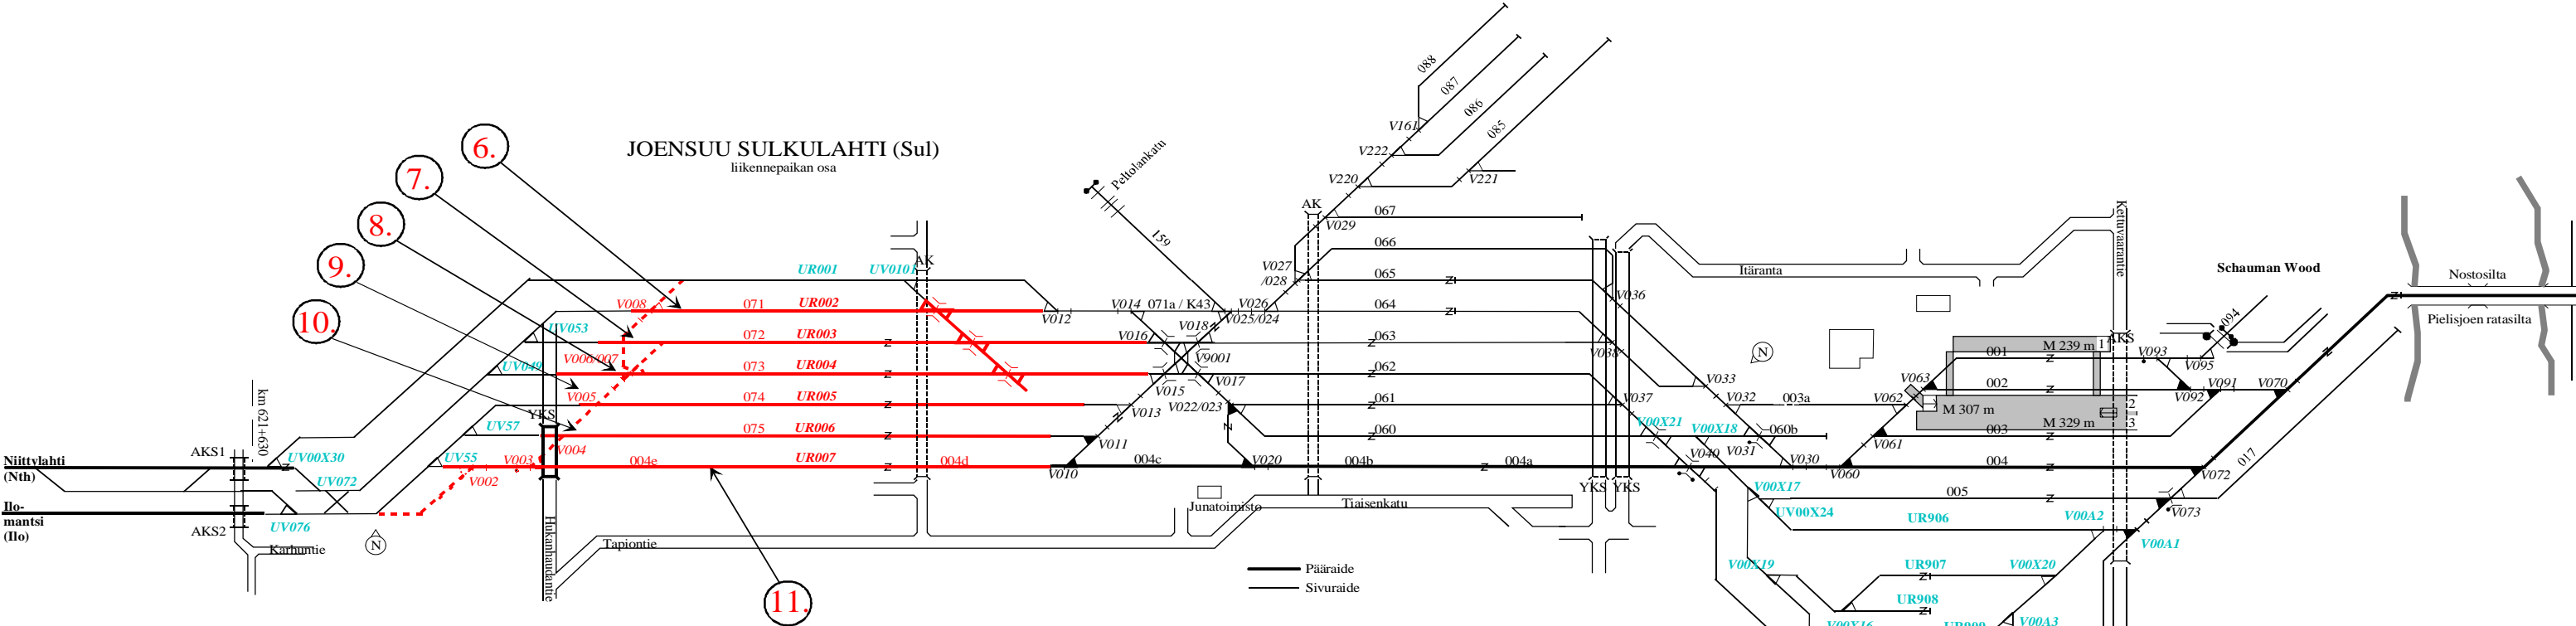 088
087
086
085
V161
V222
V220
V221
6.
7.
8.
9.
10.
JOENSUU SULKULAHTI (Sul)
liikennepaikan osa
Peltolankatu
159
AK
067
V029
066
V027
/028
065
064
063
062
061
060
AK
UR001
UV0101
V008
071
UR002
V012
V014
071a / K43
V026
V025/024
UV053
072
UR003
V016
V018
V9001
UV049
V006/007
073
UR004
V015
V017
V005
074
UR005
V013
V022/023
YKS
UV57
075
UR006
V011
V004
UV55
V003
V002
004e
UR007
004d
V010
004c
V020
004b
004a
km 621+630
AKS1
Niittylahti
(Nth)
UV00X30
UV072
Ilo-
mantsi
(Ilo)
AKS2
UV076
Karhuntie
N
Hukanhaudantie
Tapiontie
11.
Junatoimisto
Tiaisenkatu
YKS
YKS
Pääraide
Sivuraide
Itäranta
Kettuvaarantie
V036
V038
V037
V033
V032
003a
V062
V063
N
001
M 239 m
1
AKS
V093
V095
094
002
V092
V091
V070
M 307 m
2
M 329 m
3
003
V061
V00X21
V00X18
060b
V031
V040
V030
V060
004
V072
017
V00X17
005
V073
UV00X24
UR906
V00A2
V00A1
V00X19
UR907
V00X20
UR908
V00X16
UR909
V00A3
Schauman Wood
Nostosilta
Pielisjoen ratasilta